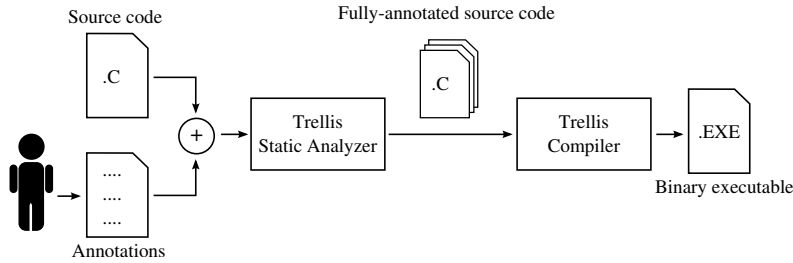 Source code
Fully-annotated source code
.C
.C
+
Trellis
Static Analyzer
Trellis
Compiler
.EXE
Binary executable
....
....
....
Annotations